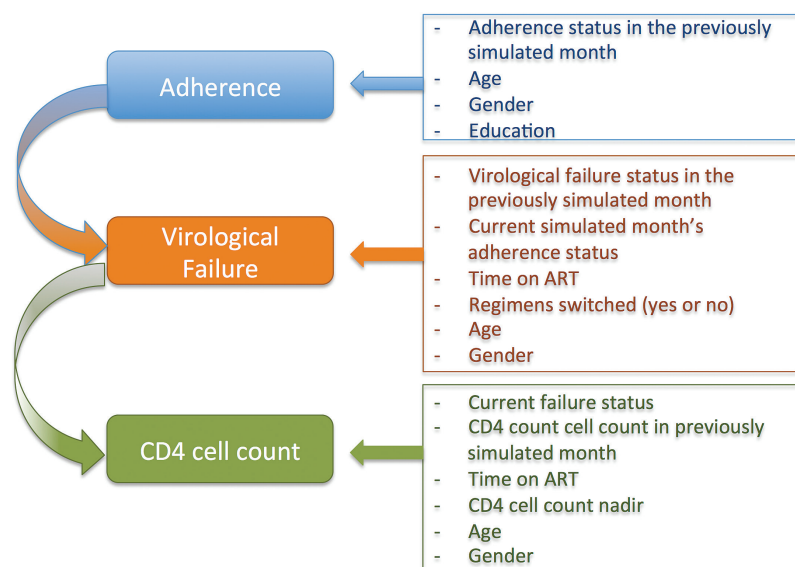 Adherence
- Adherence status in the previously
simulated month
- Age
- Gender
- Education
Virological
Failure
- Virological failure status in the
previously simulated month
- Current simulated month's
adherence status
- Time on ART
- Regimens switched (yes or no)
- Age
- Gender
CD4 cell count
- Current failure status
- CD4 count cell count in previously
simulated month
- Time on ART
- CD4 cell count nadir
- Age
- Gender